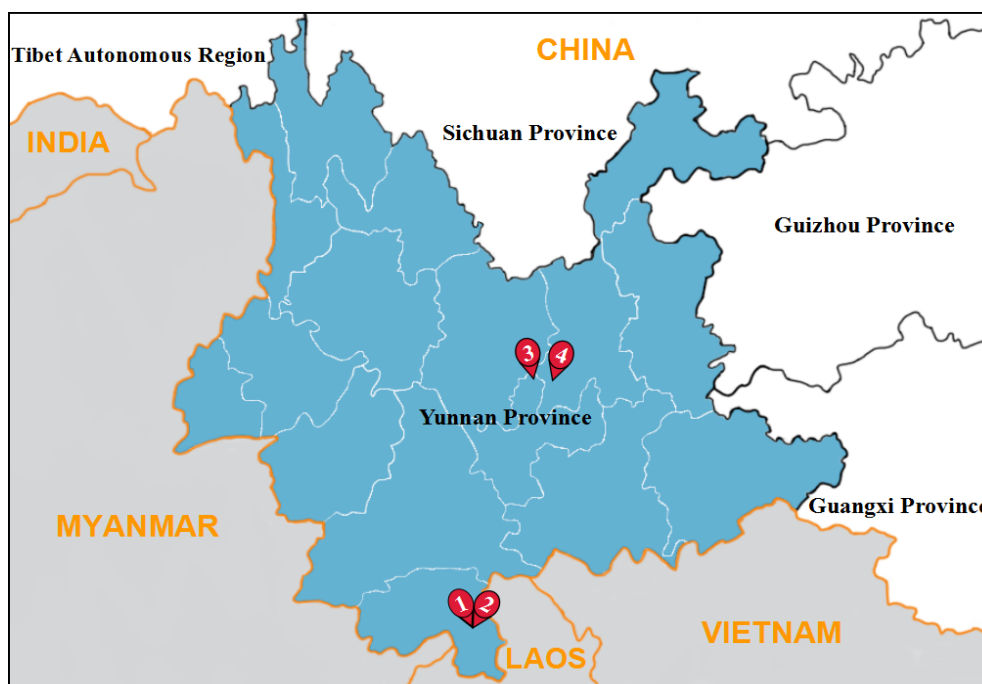 CHINA
Tibet Autonomous Region
Sichuan Province
INDIA
Guizhou Province
3 4
Yunnan Province
Guangxi Province
MYANMAR
1 2
VIETNAM
LAOS